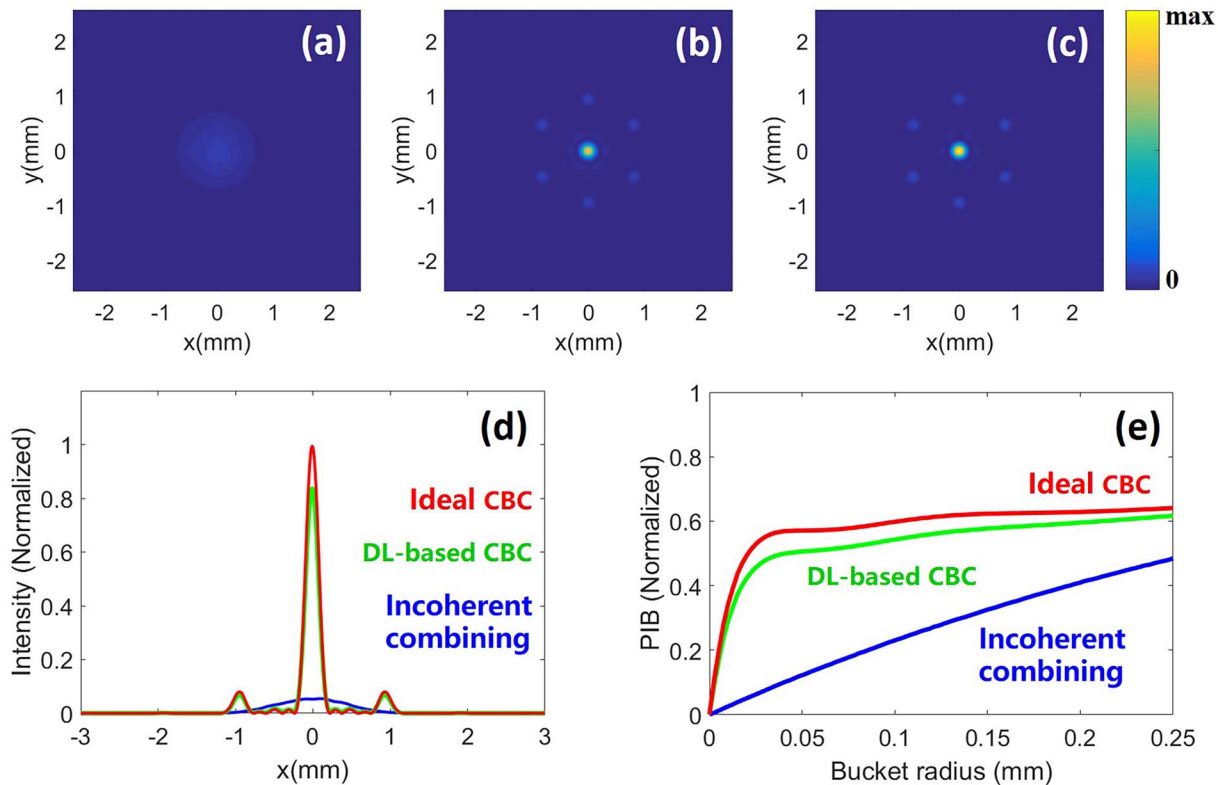 (a)
2
1
0
-1
-2
y(mm)
-2 -1 0 1 2
x(mm)
(b)
2
1
0
-1
-2
y(mm)
-2 -1 0 1 2
x(mm)
(c)
2
1
0
-1
-2
y(mm)
-2 -1 0 1 2
x(mm)
max
0
(d)
1
0.8
0.6
0.4
0.2
0
Intensity (Normalized)
Ideal CBC
DL-based CBC
Incoherent
combining
-3 -2 -1 0 1 2 3
x(mm)
(e)
1
0.8
0.6
0.4
0.2
0
PIB (Normalized)
Ideal CBC
DL-based CBC
Incoherent
combining
0 0.05 0.1 0.15 0.2 0.25
Bucket radius (mm)